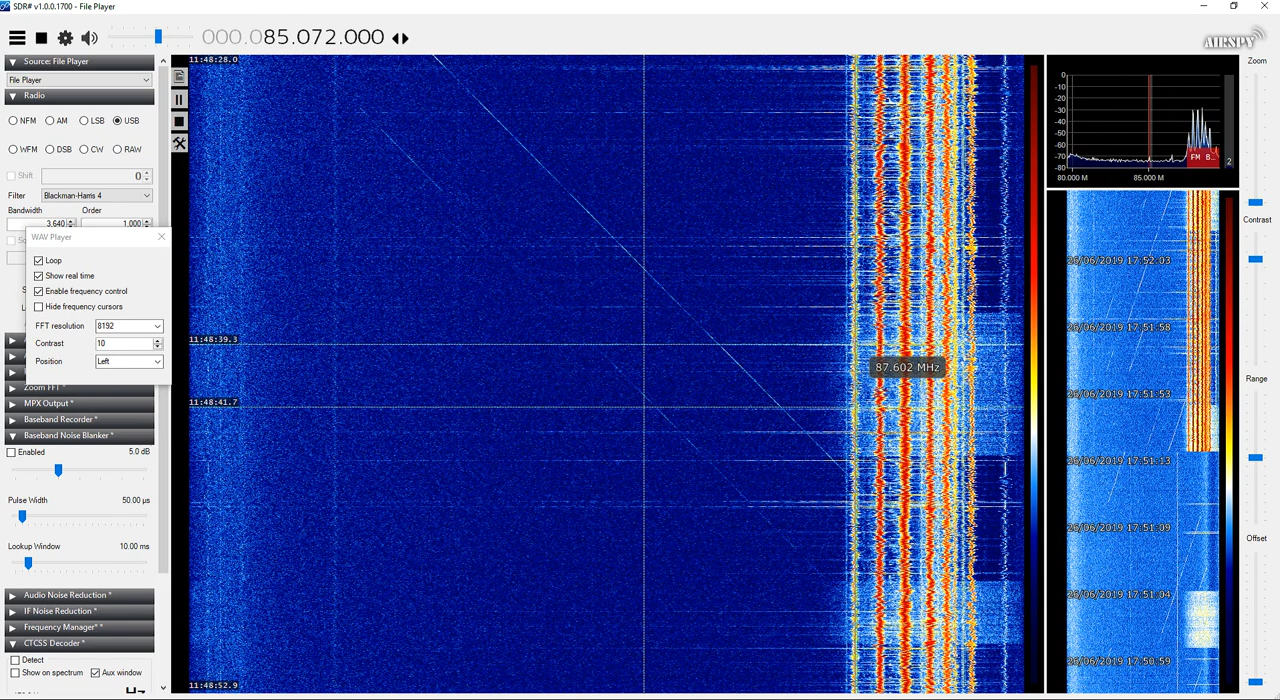 SDR# v1.0.0.1700 - File Player
000.085.072.000
AIRSPY
Source: File Player
File Player
Radio
NFM AM LSB USB
WFM DSB CW RAW
Shift 0
Filter Blackman-Harris 4
Bandwidth Order
3.640 1.000
WAV Player
Loop
Show real time
Enable frequency control
Hide frequency cursors
FFT resolution 8192
Contrast 10
Position Left
Zoom FFT *
MPX Output *
Baseband Recorder *
Baseband Noise Blanker *
Enabled 5.0 dB
Pulse Width 50.00 µs
Lookup Window 10.00 ms
Audio Noise Reduction *
IF Noise Reduction *
Frequency Manager* *
CTCSS Decoder *
Detect
Show on spectrum Aux window
Hz
11:48:28.0
11:48:39.3
11:48:41.7
11:48:52.9
87.602 MHz
0
-10
-20
-30
-40
-50
-60
-70
-80
FM B...
2
80.000 M 85.000 M
26/06/2019 17:52:03
26/06/2019 17:51:58
26/06/2019 17:51:53
26/06/2019 17:51:13
26/06/2019 17:51:09
26/06/2019 17:51:04
26/06/2019 17:50:59
Zoom
Contrast
Range
Offset